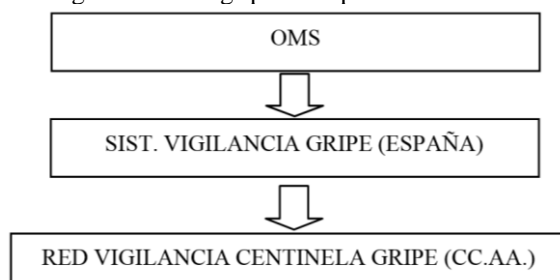 OMS
SIST. VIGILANCIA GRIPE (ESPAÑA)
RED VIGILANCIA CENTINELA GRIPE (CC.AA.)